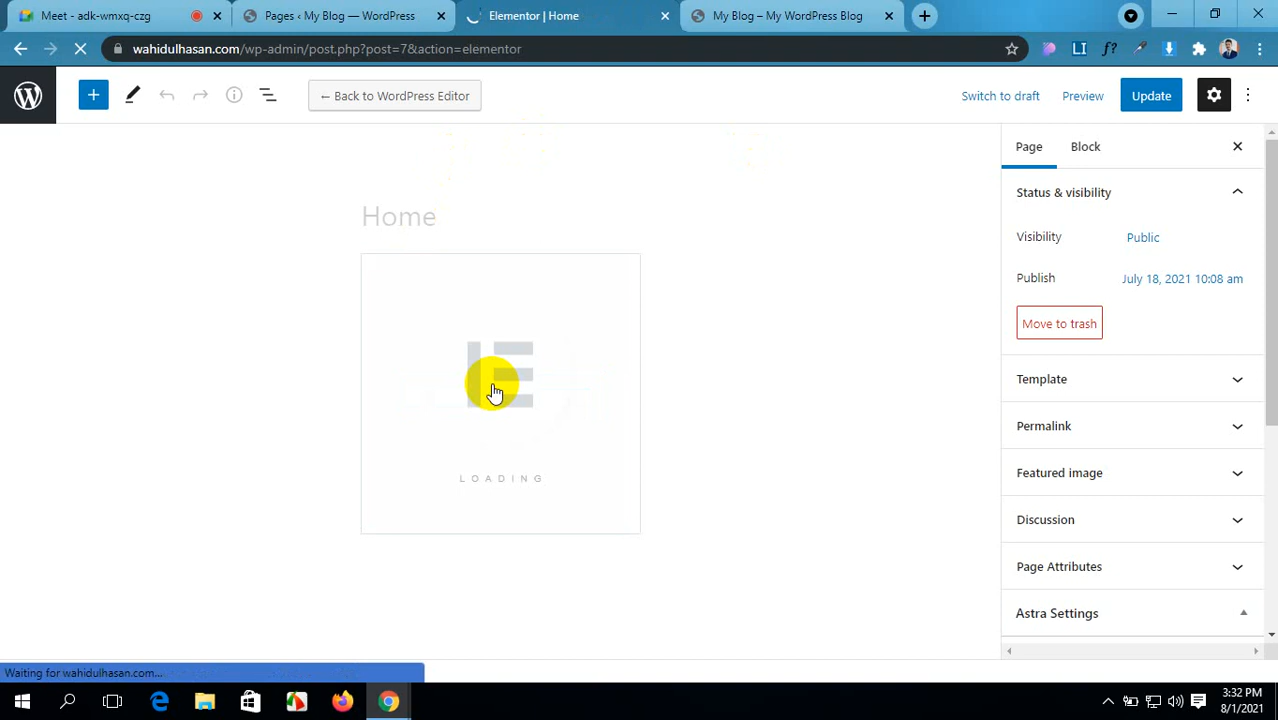 Meet - adk-wmxq-czg
Pages ‹ My Blog — WordPress
Elementor | Home
My Blog – My WordPress Blog
wahidulhasan.com/wp-admin/post.php?post=7&action=elementor
← Back to WordPress Editor
Switch to draft
Preview
Update
Page
Block
Status & visibility
Visibility
Public
Publish
July 18, 2021 10:08 am
Move to trash
Template
Permalink
Featured image
Discussion
Page Attributes
Astra Settings
Home
LOADING
Waiting for wahidulhasan.com...
3:32 PM
8/1/2021